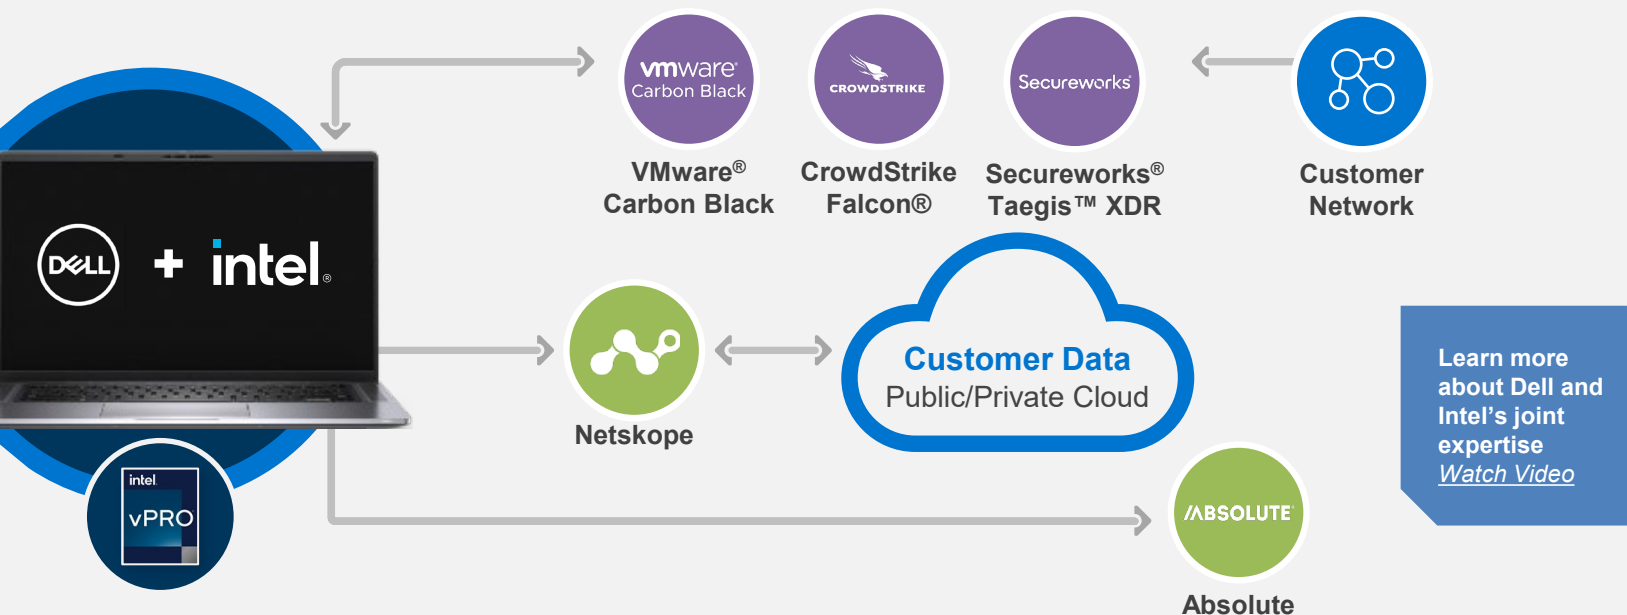 vmware®
Carbon Black
CROWDSTRIKE
Secureworks®
VMware®
Carbon Black
CrowdStrike
Falcon®
Secureworks®
Taegis™ XDR
Customer
Network
DELL + intel®
Customer Data
Public/Private Cloud
Netskope
Learn more
about Dell and
Intel’s joint
expertise
Watch Video
intel
vPRO
ABSOLUTE
Absolute